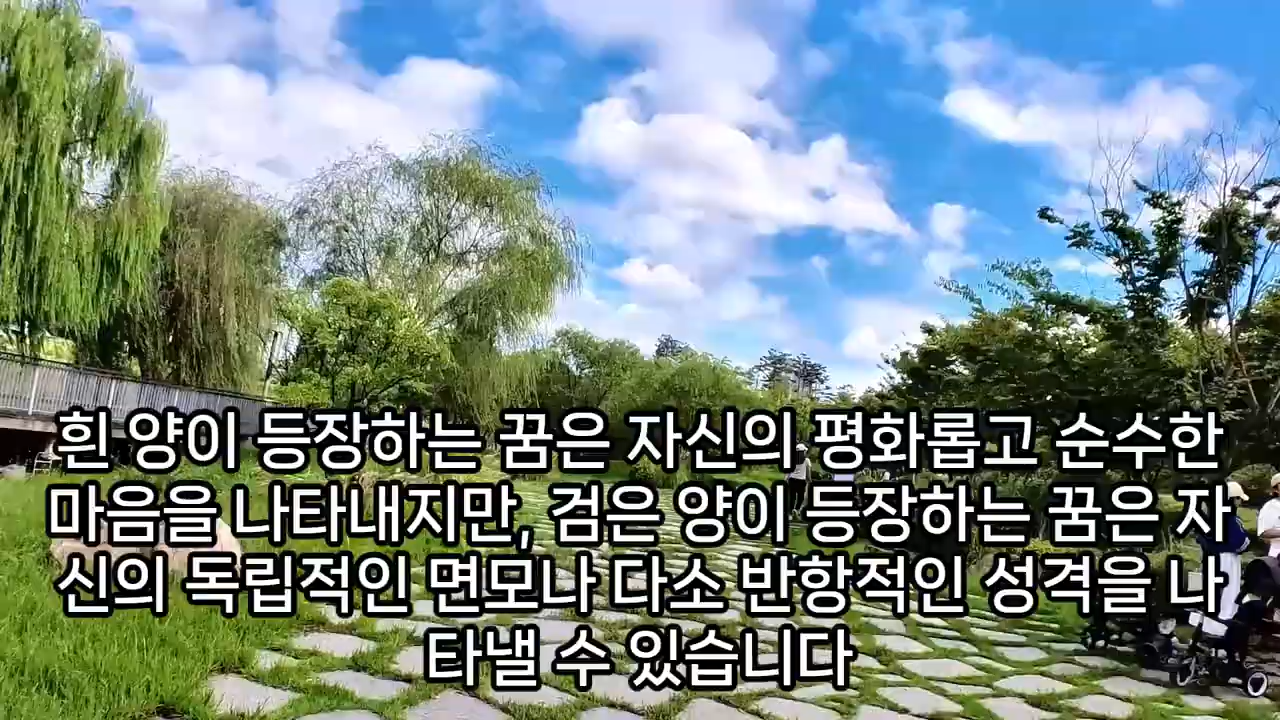 흰 양이 등장하는 꿈은 자신의 평화롭고 순수한
마음을 나타내지만, 검은 양이 등장하는 꿈은 자
신의 독립적인 면모나 다소 반항적인 성격을 나
타낼 수 있습니다